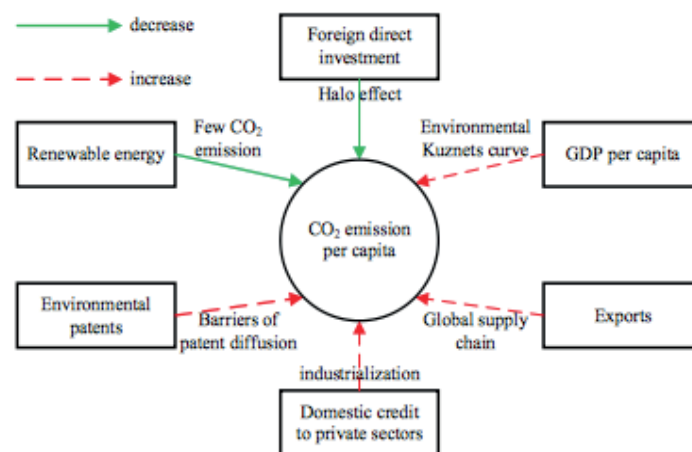 decrease
increase
Foreign direct
investment
Halo effect
Few CO₂
emission
Renewable energy
Environmental
Kuznets curve
GDP per capita
CO₂ emission
per capita
Environmental
patents
Barriers of
patent diffusion
Global supply
chain
Exports
industrialization
Domestic credit
to private sectors